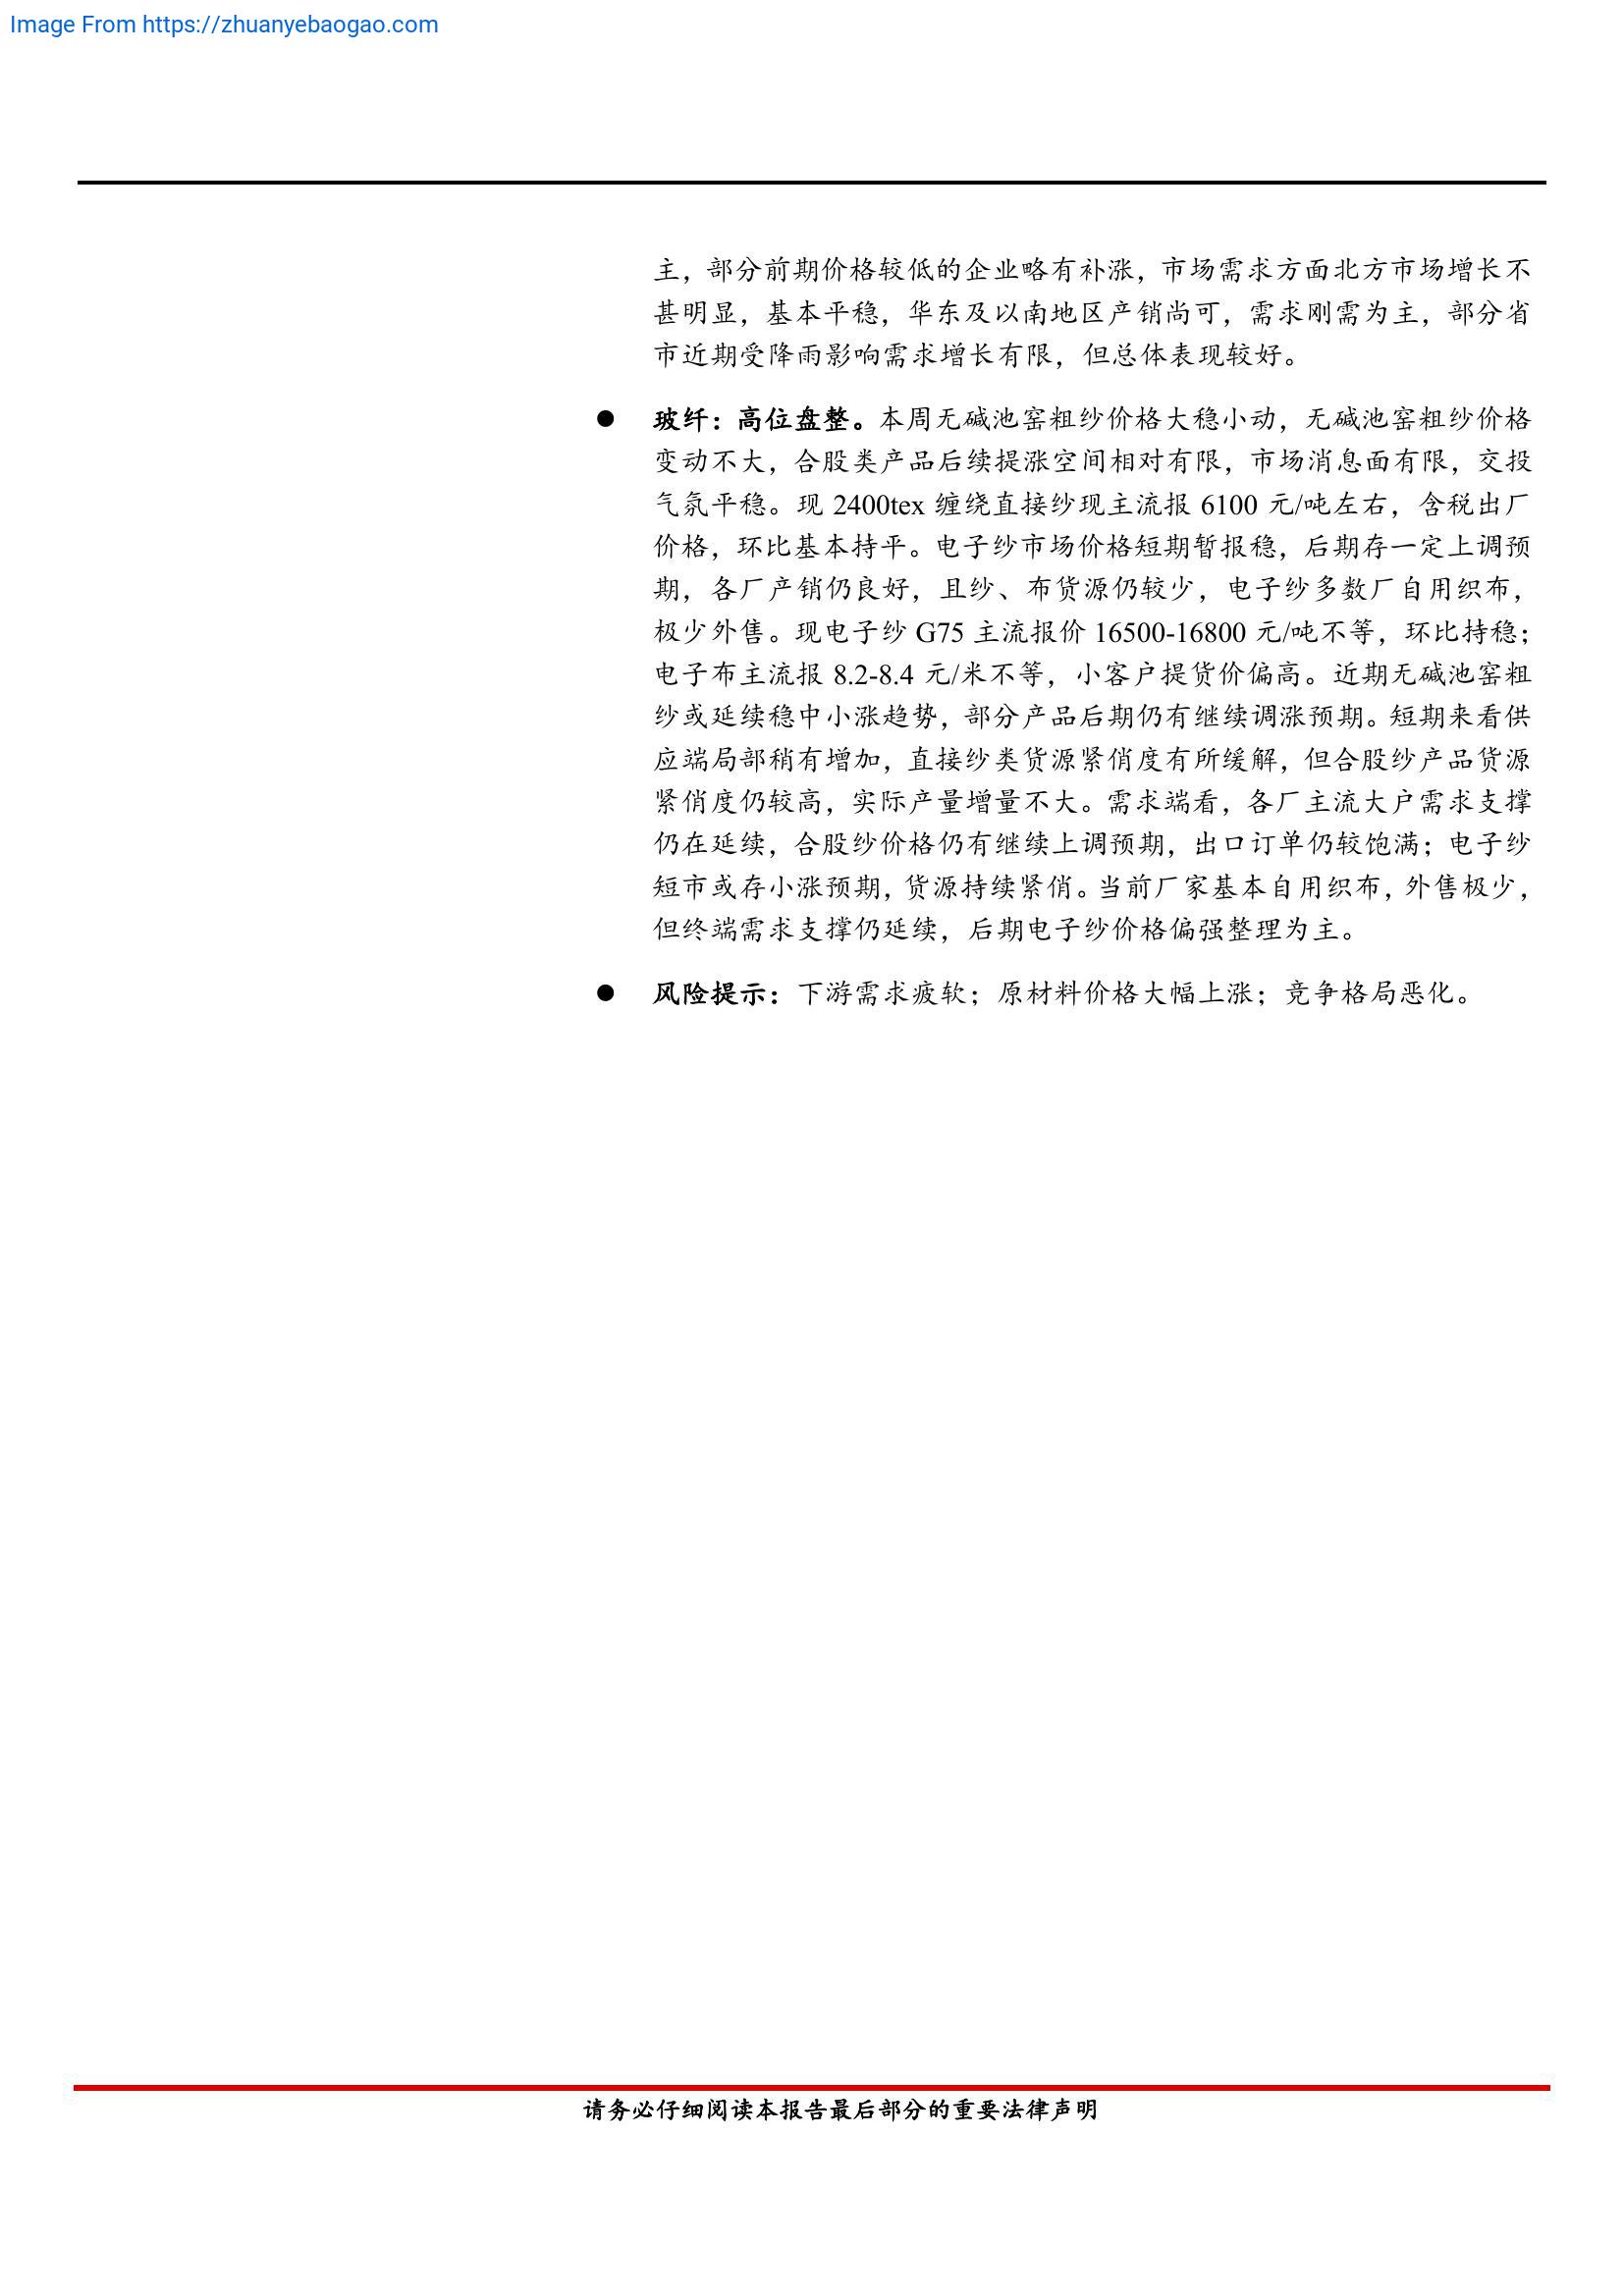 Image From https://zhuanyebaogao.com
主，部分前期价格较低的企业略有补涨，市场需求方面北方市场增长不
甚明显，基本平稳，华东及以南地区产销尚可，需求刚需为主，部分省
市近期受降雨影响需求增长有限，但总体表现较好。
● 玻纤：高位盘整。本周无碱池窑粗纱价格大稳小动，无碱池窑粗纱价格
变动不大，合股类产品后续提涨空间相对有限，市场消息面有限，交投
气氛平稳。现 2400tex 缠绕直接纱现主流报 6100 元/吨左右，含税出厂
价格，环比基本持平。电子纱市场价格短期暂报稳，后期存一定上调预
期，各厂产销仍良好，且纱、布货源仍较少，电子纱多数厂自用织布，
极少外售。现电子纱 G75 主流报价 16500-16800 元/吨不等，环比持稳；
电子布主流报 8.2-8.4 元/米不等，小客户提货价偏高。近期无碱池窑粗
纱或延续稳中小涨趋势，部分产品后期仍有继续调涨预期。短期来看供
应端局部稍有增加，直接纱类货源紧俏度有所缓解，但合股纱产品货源
紧俏度仍较高，实际产量增量不大。需求端看，各厂主流大户需求支撑
仍在延续，合股纱价格仍有继续上调预期，出口订单仍较饱满；电子纱
短市或存小涨预期，货源持续紧俏。当前厂家基本自用织布，外售极少，
但终端需求支撑仍延续，后期电子纱价格偏强整理为主。
● 风险提示：下游需求疲软；原材料价格大幅上涨；竞争格局恶化。
请务必仔细阅读本报告最后部分的重要法律声明